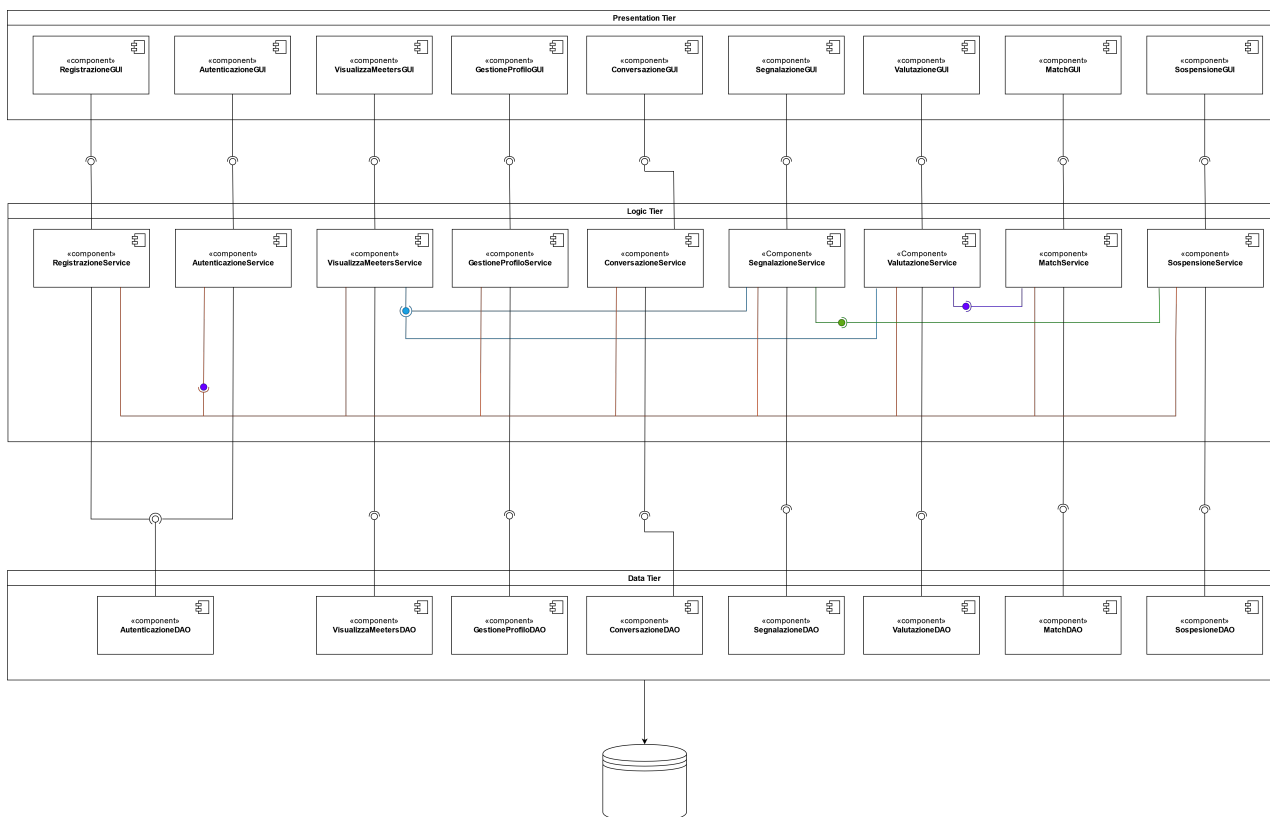 Presentation Tier
«component»
RegistrazioneGUI
«component»
AutenticazioneGUI
«component»
VisualizzaMeetersGUI
«component»
GestioneProfiloGUI
«component»
ConversazioneGUI
«component»
SegnalazioneGUI
«component»
ValutazioneGUI
«component»
MatchGUI
«component»
SospensioneGUI
Logic Tier
«component»
RegistrazioneService
«component»
AutenticazioneService
«component»
VisualizzaMeetersService
«component»
GestioneProfiloService
«component»
ConversazioneService
«Component»
SegnalazioneService
«Component»
ValutazioneService
«component»
MatchService
«component»
SospensioneService
Data Tier
«component»
AutenticazioneDAO
«component»
VisualizzaMeetersDAO
«component»
GestioneProfiloDAO
«component»
ConversazioneDAO
«component»
SegnalazioneDAO
«component»
ValutazioneDAO
«component»
MatchDAO
«component»
SospesioneDAO